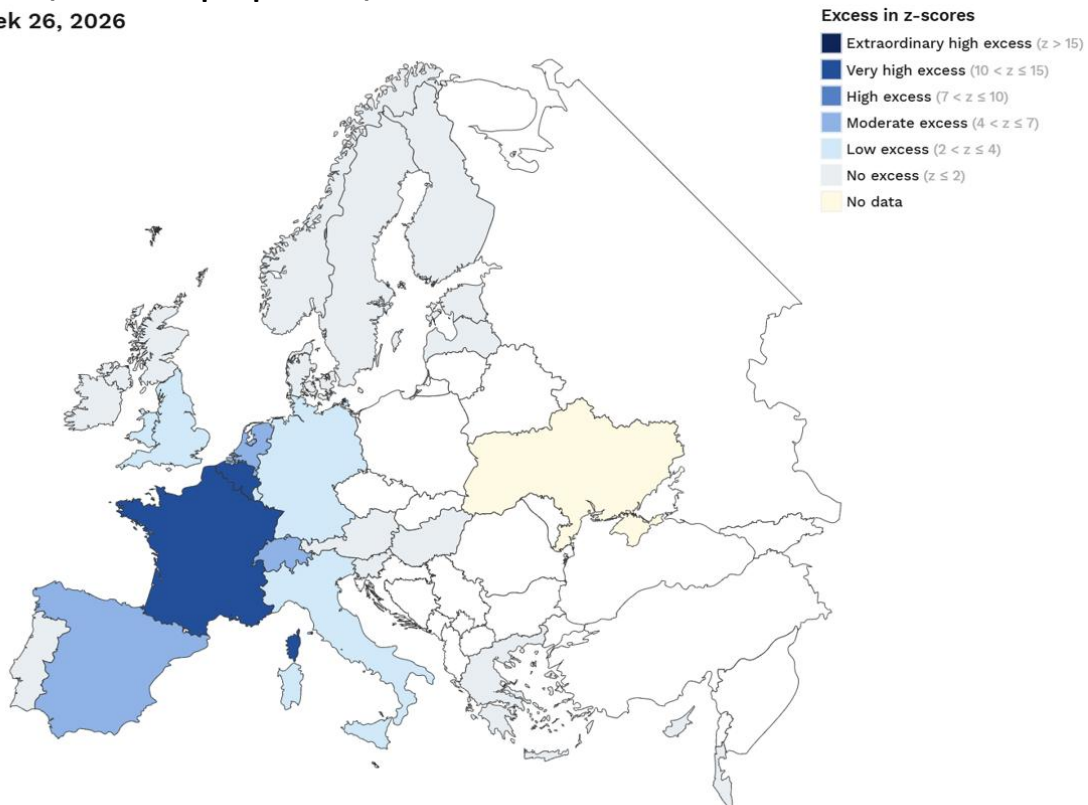 ek 26, 2026
Excess in z-scores
Extraordinary high excess (z > 15)
Very high excess (10 < z ≤ 15)
High excess (7 < z ≤ 10)
Moderate excess (4 < z ≤ 7)
Low excess (2 < z ≤ 4)
No excess (z ≤ 2)
No data